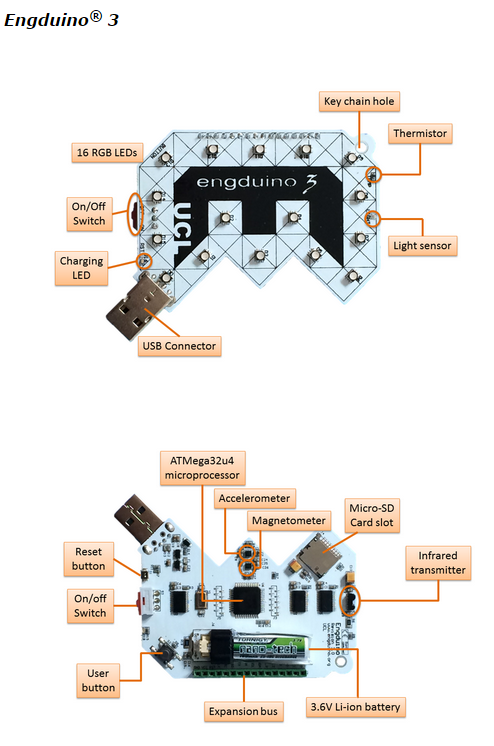 Engduino® 3
Key chain hole
Thermistor
16 RGB LEDs
engduino 3
On/Off
Switch
UCL
Light sensor
Charging
LED
USB Connector
ATMega32u4
microprocessor
Accelerometer
Magnetometer
Micro-SD
Card slot
Reset
button
Infrared
transmitter
On/off
Switch
Engduino
UCL
User
button
Expansion bus
3.6V Li-ion battery